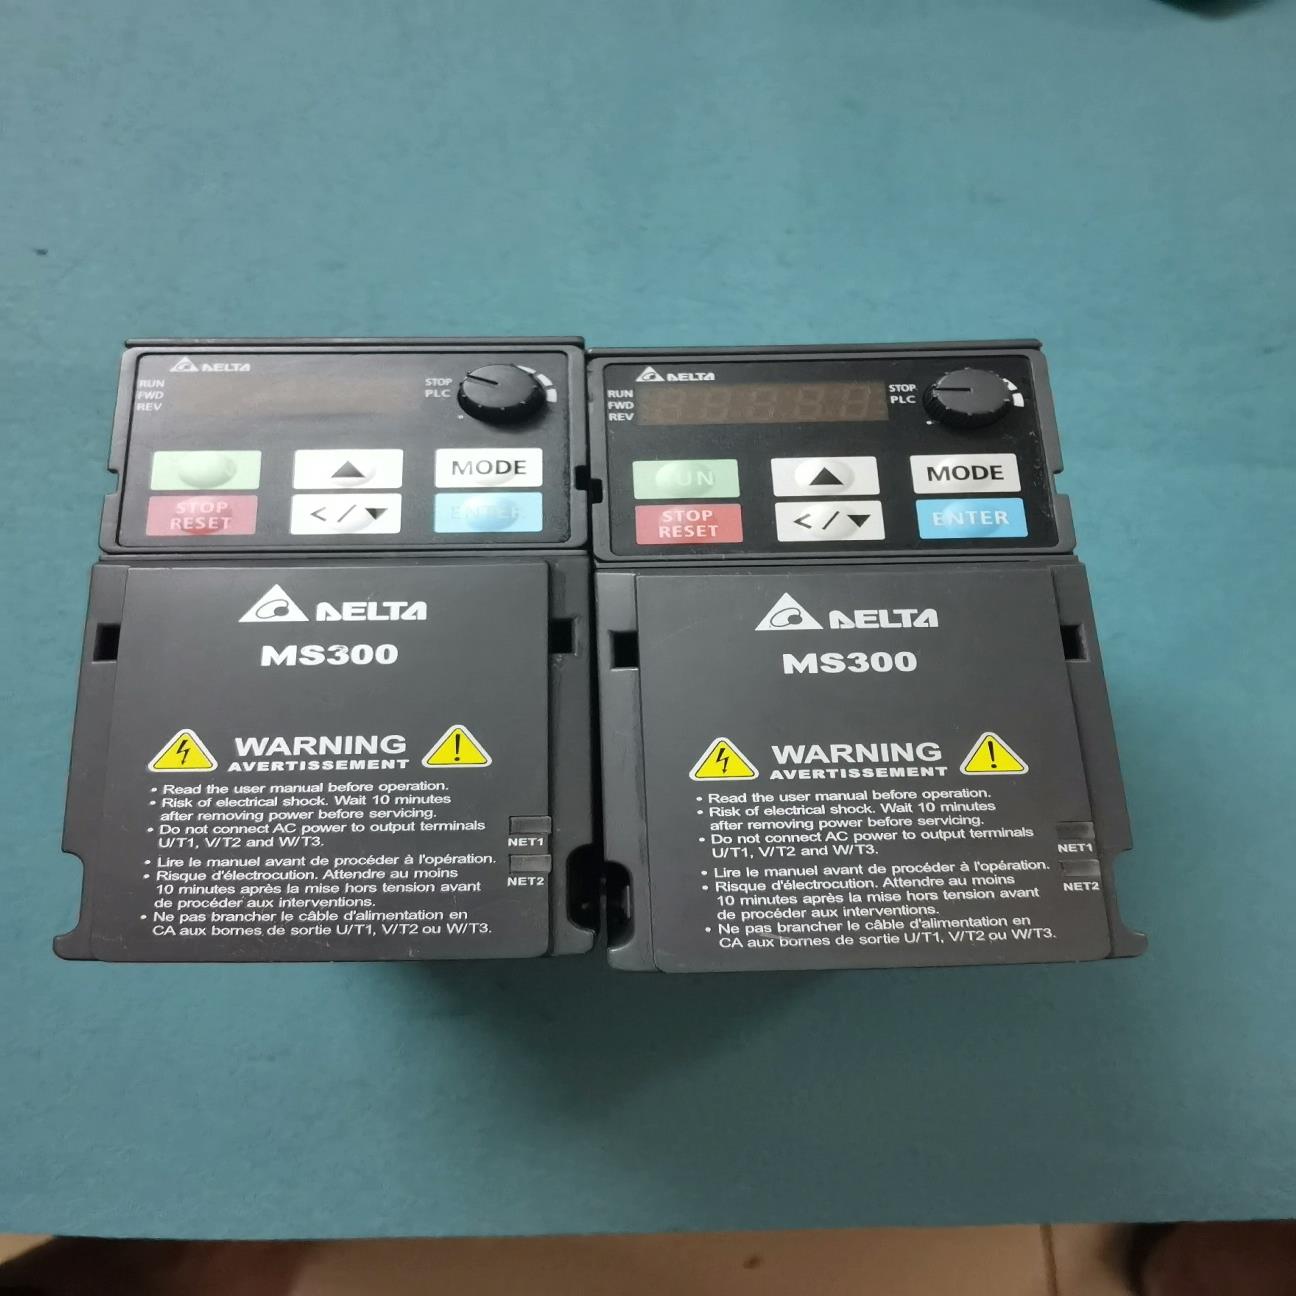 DELTA
RUN
FWD
REV
STOP
PLC
MODE
STOP
RESET
ENTER
DELTA
MS300
WARNING
AVERTISSEMENT
• Read the user manual before operation.
• Risk of electrical shock. Wait 10 minutes
after removing power before servicing.
• Do not connect AC power to output terminals
U/T1, V/T2 and W/T3.
• Lire le manuel avant de procéder à l'opération.
• Risque d'électrocution. Attendre au moins
10 minutes après la mise hors tension avant
de procéder aux interventions.
• Ne pas brancher le câble d'alimentation en
CA aux bornes de sortie U/T1, V/T2 ou W/T3.
NET1
NET2
DELTA
RUN
FWD
REV
STOP
PLC
RUN
MODE
STOP
RESET
ENTER
DELTA
MS300
WARNING
AVERTISSEMENT
• Read the user manual before operation.
• Risk of electrical shock. Wait 10 minutes
after removing power before servicing.
• Do not connect AC power to output terminals
U/T1, V/T2 and W/T3.
• Lire le manuel avant de procéder à l'opération.
• Risque d'électrocution. Attendre au moins
10 minutes après la mise hors tension avant
de procéder aux interventions.
• Ne pas brancher le câble d'alimentation en
CA aux bornes de sortie U/T1, V/T2 ou W/T3.
NET1
NET2